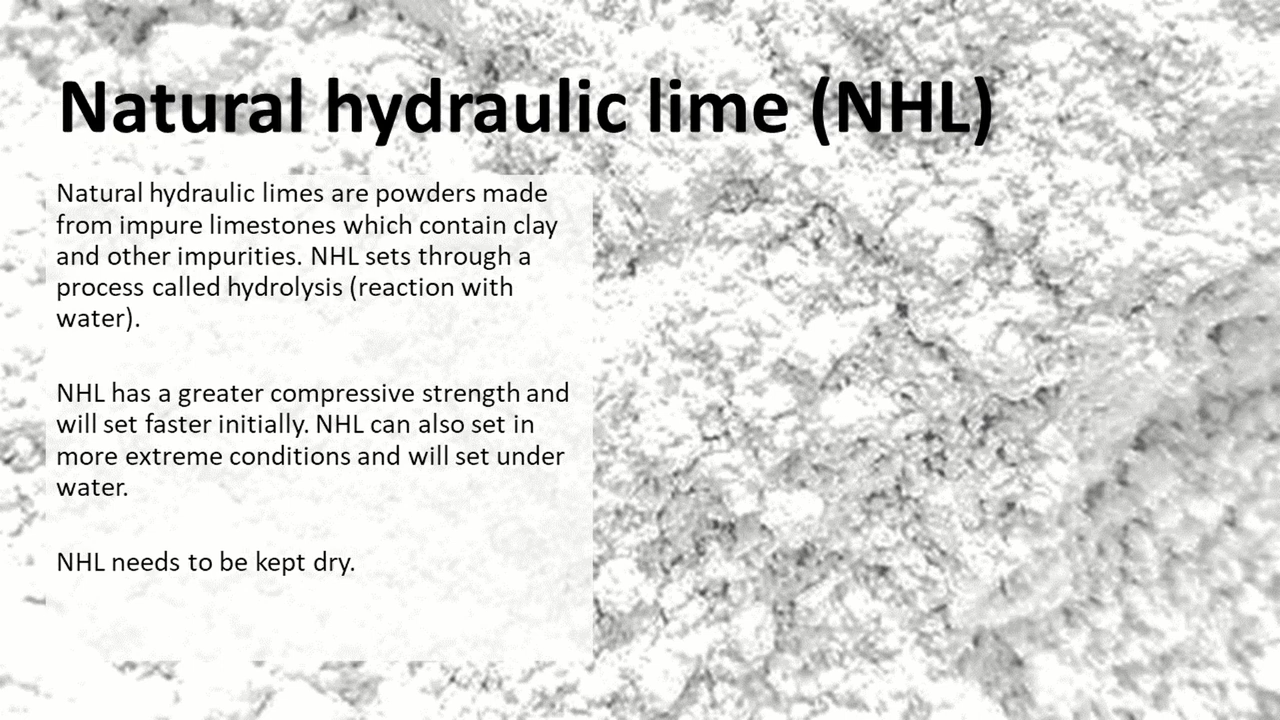 Natural hydraulic lime (NHL)
Natural hydraulic limes are powders made
from impure limestones which contain clay
and other impurities. NHL sets through a
process called hydrolysis (reaction with
water).
NHL has a greater compressive strength and
will set faster initially. NHL can also set in
more extreme conditions and will set under
water.
NHL needs to be kept dry.